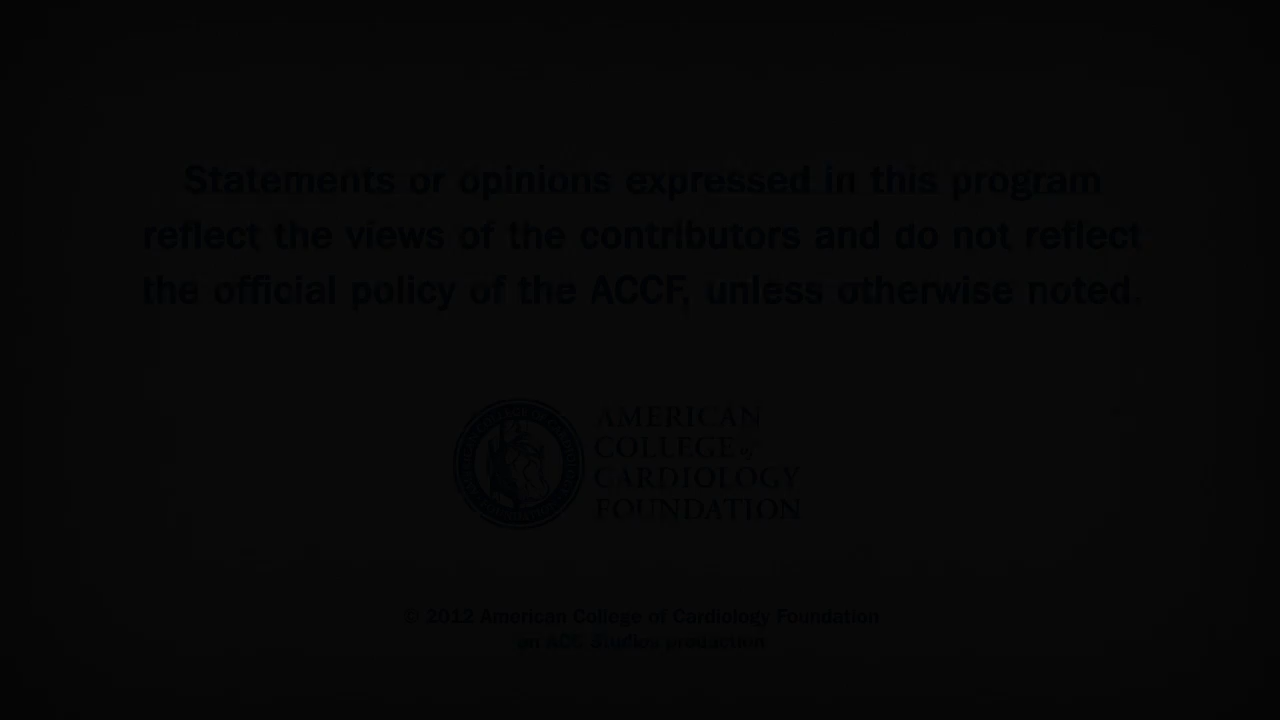 Statements or opinions expressed in this program
reflect the views of the contributors and do not reflect
the official policy of the ACCF, unless otherwise noted.
AMERICAN
COLLEGE of
CARDIOLOGY
FOUNDATION
© 2012 American College of Cardiology Foundation
an ACC Studios production